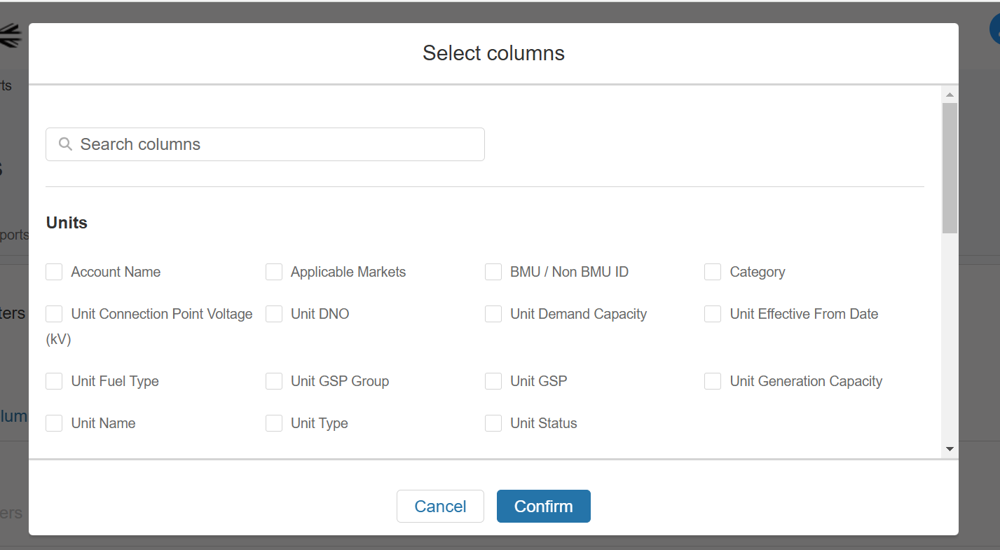 Select columns
rts
Search columns
Units
ports
Account Name
Applicable Markets
BMU / Non BMU ID
Category
ters
Unit Connection Point Voltage
(kV)
Unit DNO
Unit Demand Capacity
Unit Effective From Date
Unit Fuel Type
Unit GSP Group
Unit GSP
Unit Generation Capacity
lum
Unit Name
Unit Type
Unit Status
Cancel
Confirm
ers